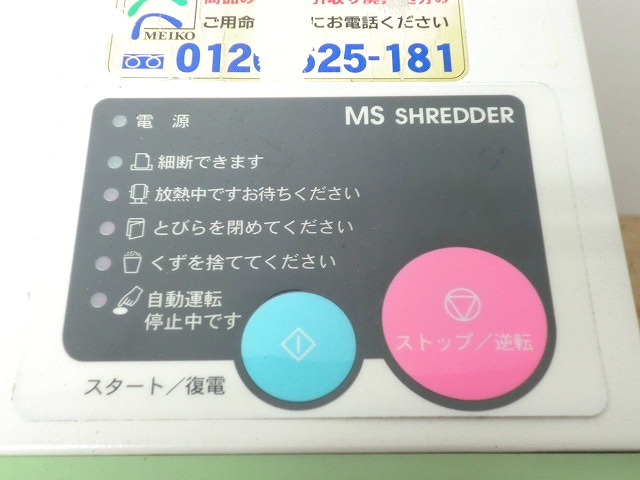 ご用命
にお電話ください
MEIKO
625-181
電源
MS SHREDDER
細断できます
放熱中ですお待ちください
とびらを閉めてください
くずを捨ててください
自動運転
停止中です
ストップ/逆転
スタート/復電